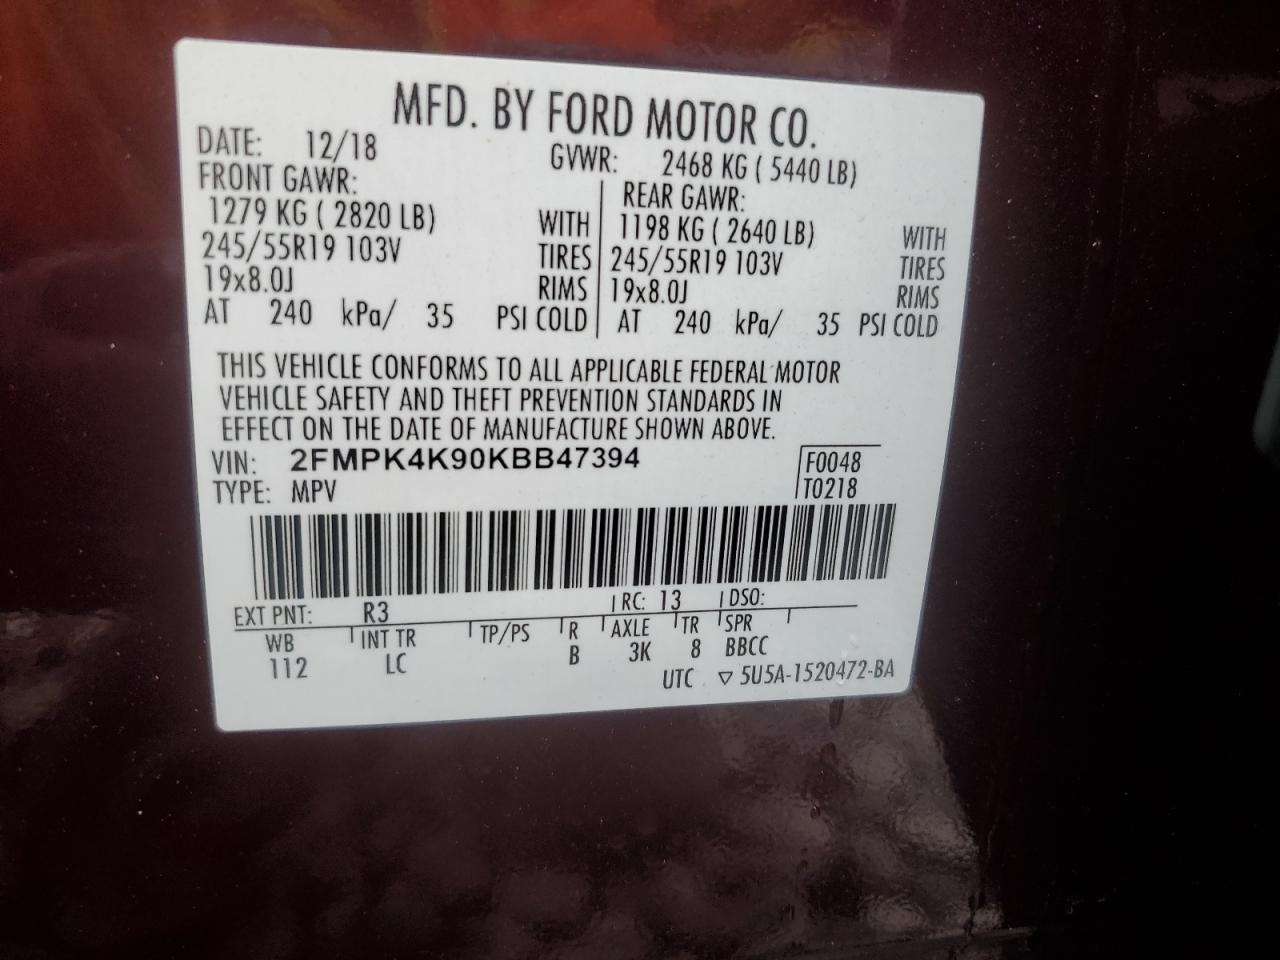 MFD. BY FORD MOTOR CO.
DATE: 12/18 GVWR: 2468 KG ( 5440 LB)
FRONT GAWR: REAR GAWR:
1279 KG ( 2820 LB) WITH 1198 KG ( 2640 LB) WITH
245/55R19 103V TIRES 245/55R19 103V TIRES
19x8.0J RIMS 19x8.0J RIMS
AT 240 kPa/ 35 PSI COLD AT 240 kPa/ 35 PSI COLD
THIS VEHICLE CONFORMS TO ALL APPLICABLE FEDERAL MOTOR
VEHICLE SAFETY AND THEFT PREVENTION STANDARDS IN
EFFECT ON THE DATE OF MANUFACTURE SHOWN ABOVE.
VIN: 2FMPK4K90KBB47394 F0048
TYPE: MPV T0218
EXT PNT: R3 RC: 13 DSO:
WB INT TR TP/PS R AXLE TR SPR
112 LC B 3K 8 BBCC
UTC ▽ 5U5A-1520472-BA